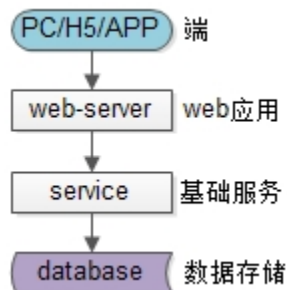 PC/H5/APP 端
web-server web应用
service 基础服务
database 数据存储